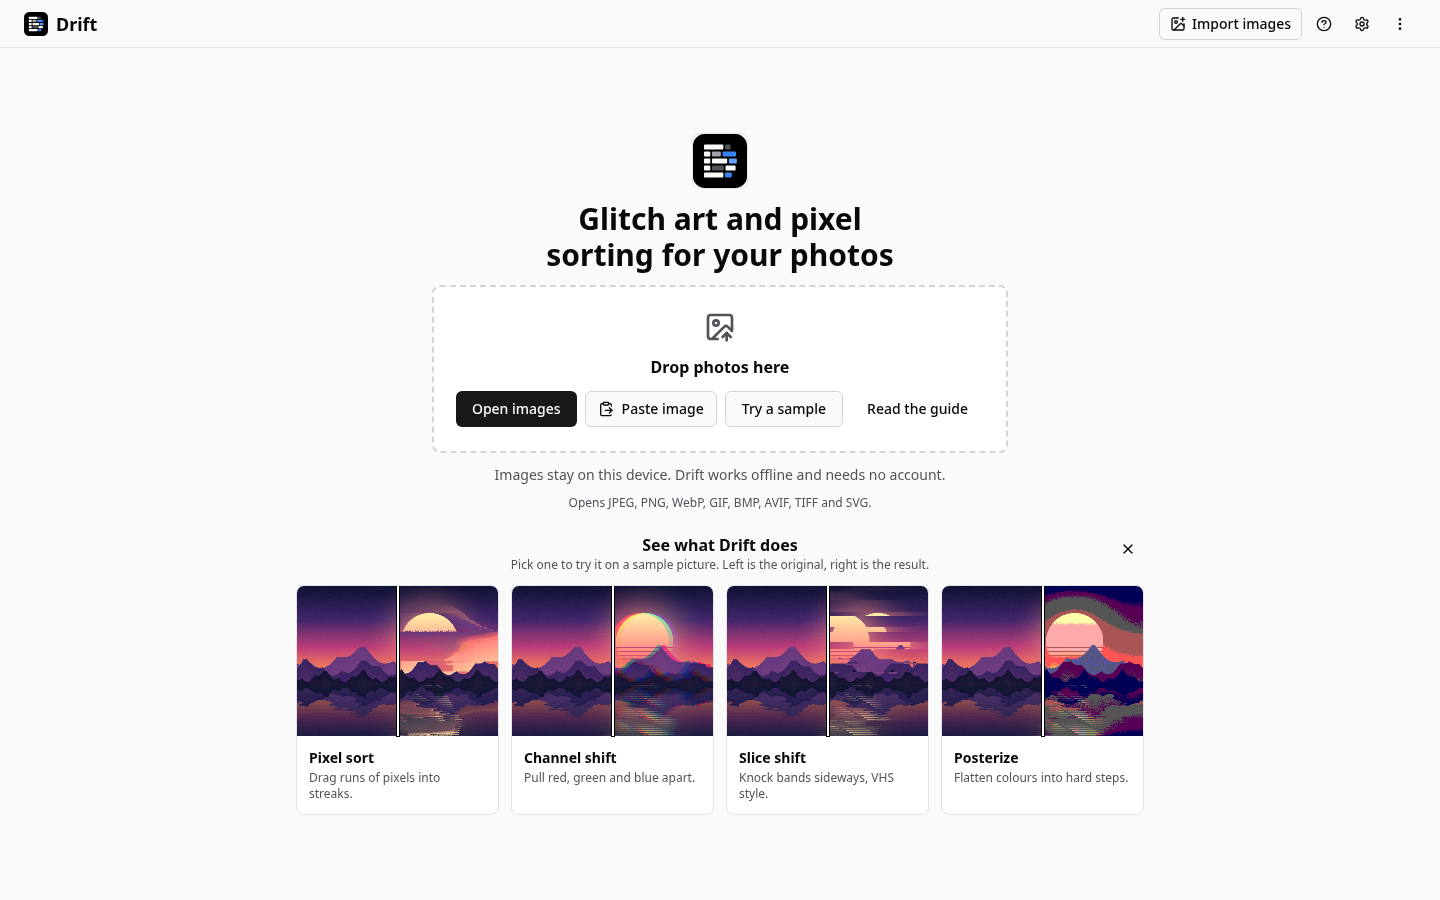 Drift
Import images
Glitch art and pixel
sorting for your photos
Drop photos here
Open images
Paste image
Try a sample
Read the guide
Images stay on this device. Drift works offline and needs no account.
Opens JPEG, PNG, WebP, GIF, BMP, AVIF, TIFF and SVG.
See what Drift does
Pick one to try it on a sample picture. Left is the original, right is the result.
Pixel sort
Drag runs of pixels into
streaks.
Channel shift
Pull red, green and blue apart.
Slice shift
Knock bands sideways, VHS
style.
Posterize
Flatten colours into hard steps.